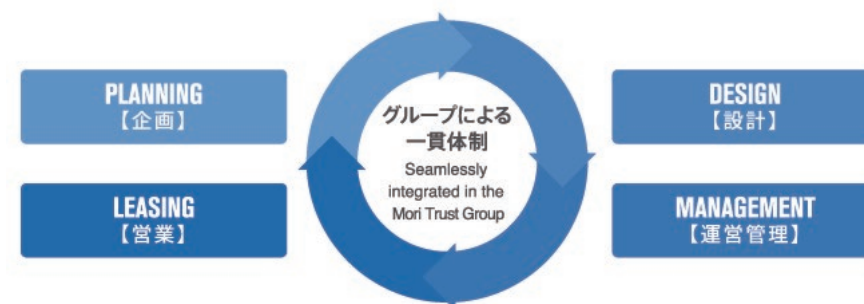 PLANNING
【企画】
LEASING
【営業】
グループによる
一貫体制
Seamlessly
integrated in the
Mori Trust Group
DESIGN
【設計】
MANAGEMENT
【運営管理】